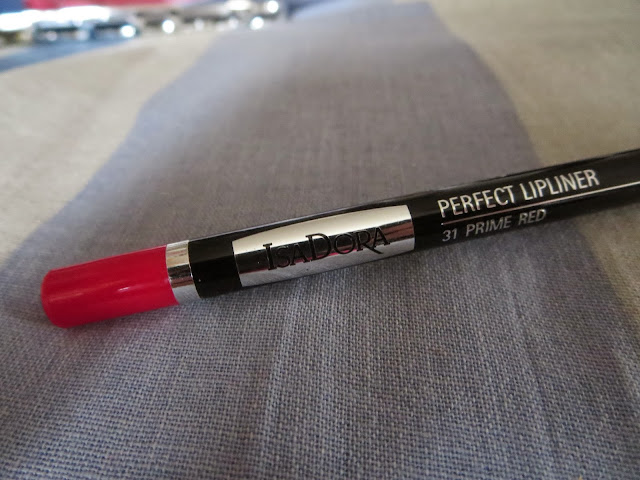 ISADORA
PERFECT LIPLINER
31 PRIME RED